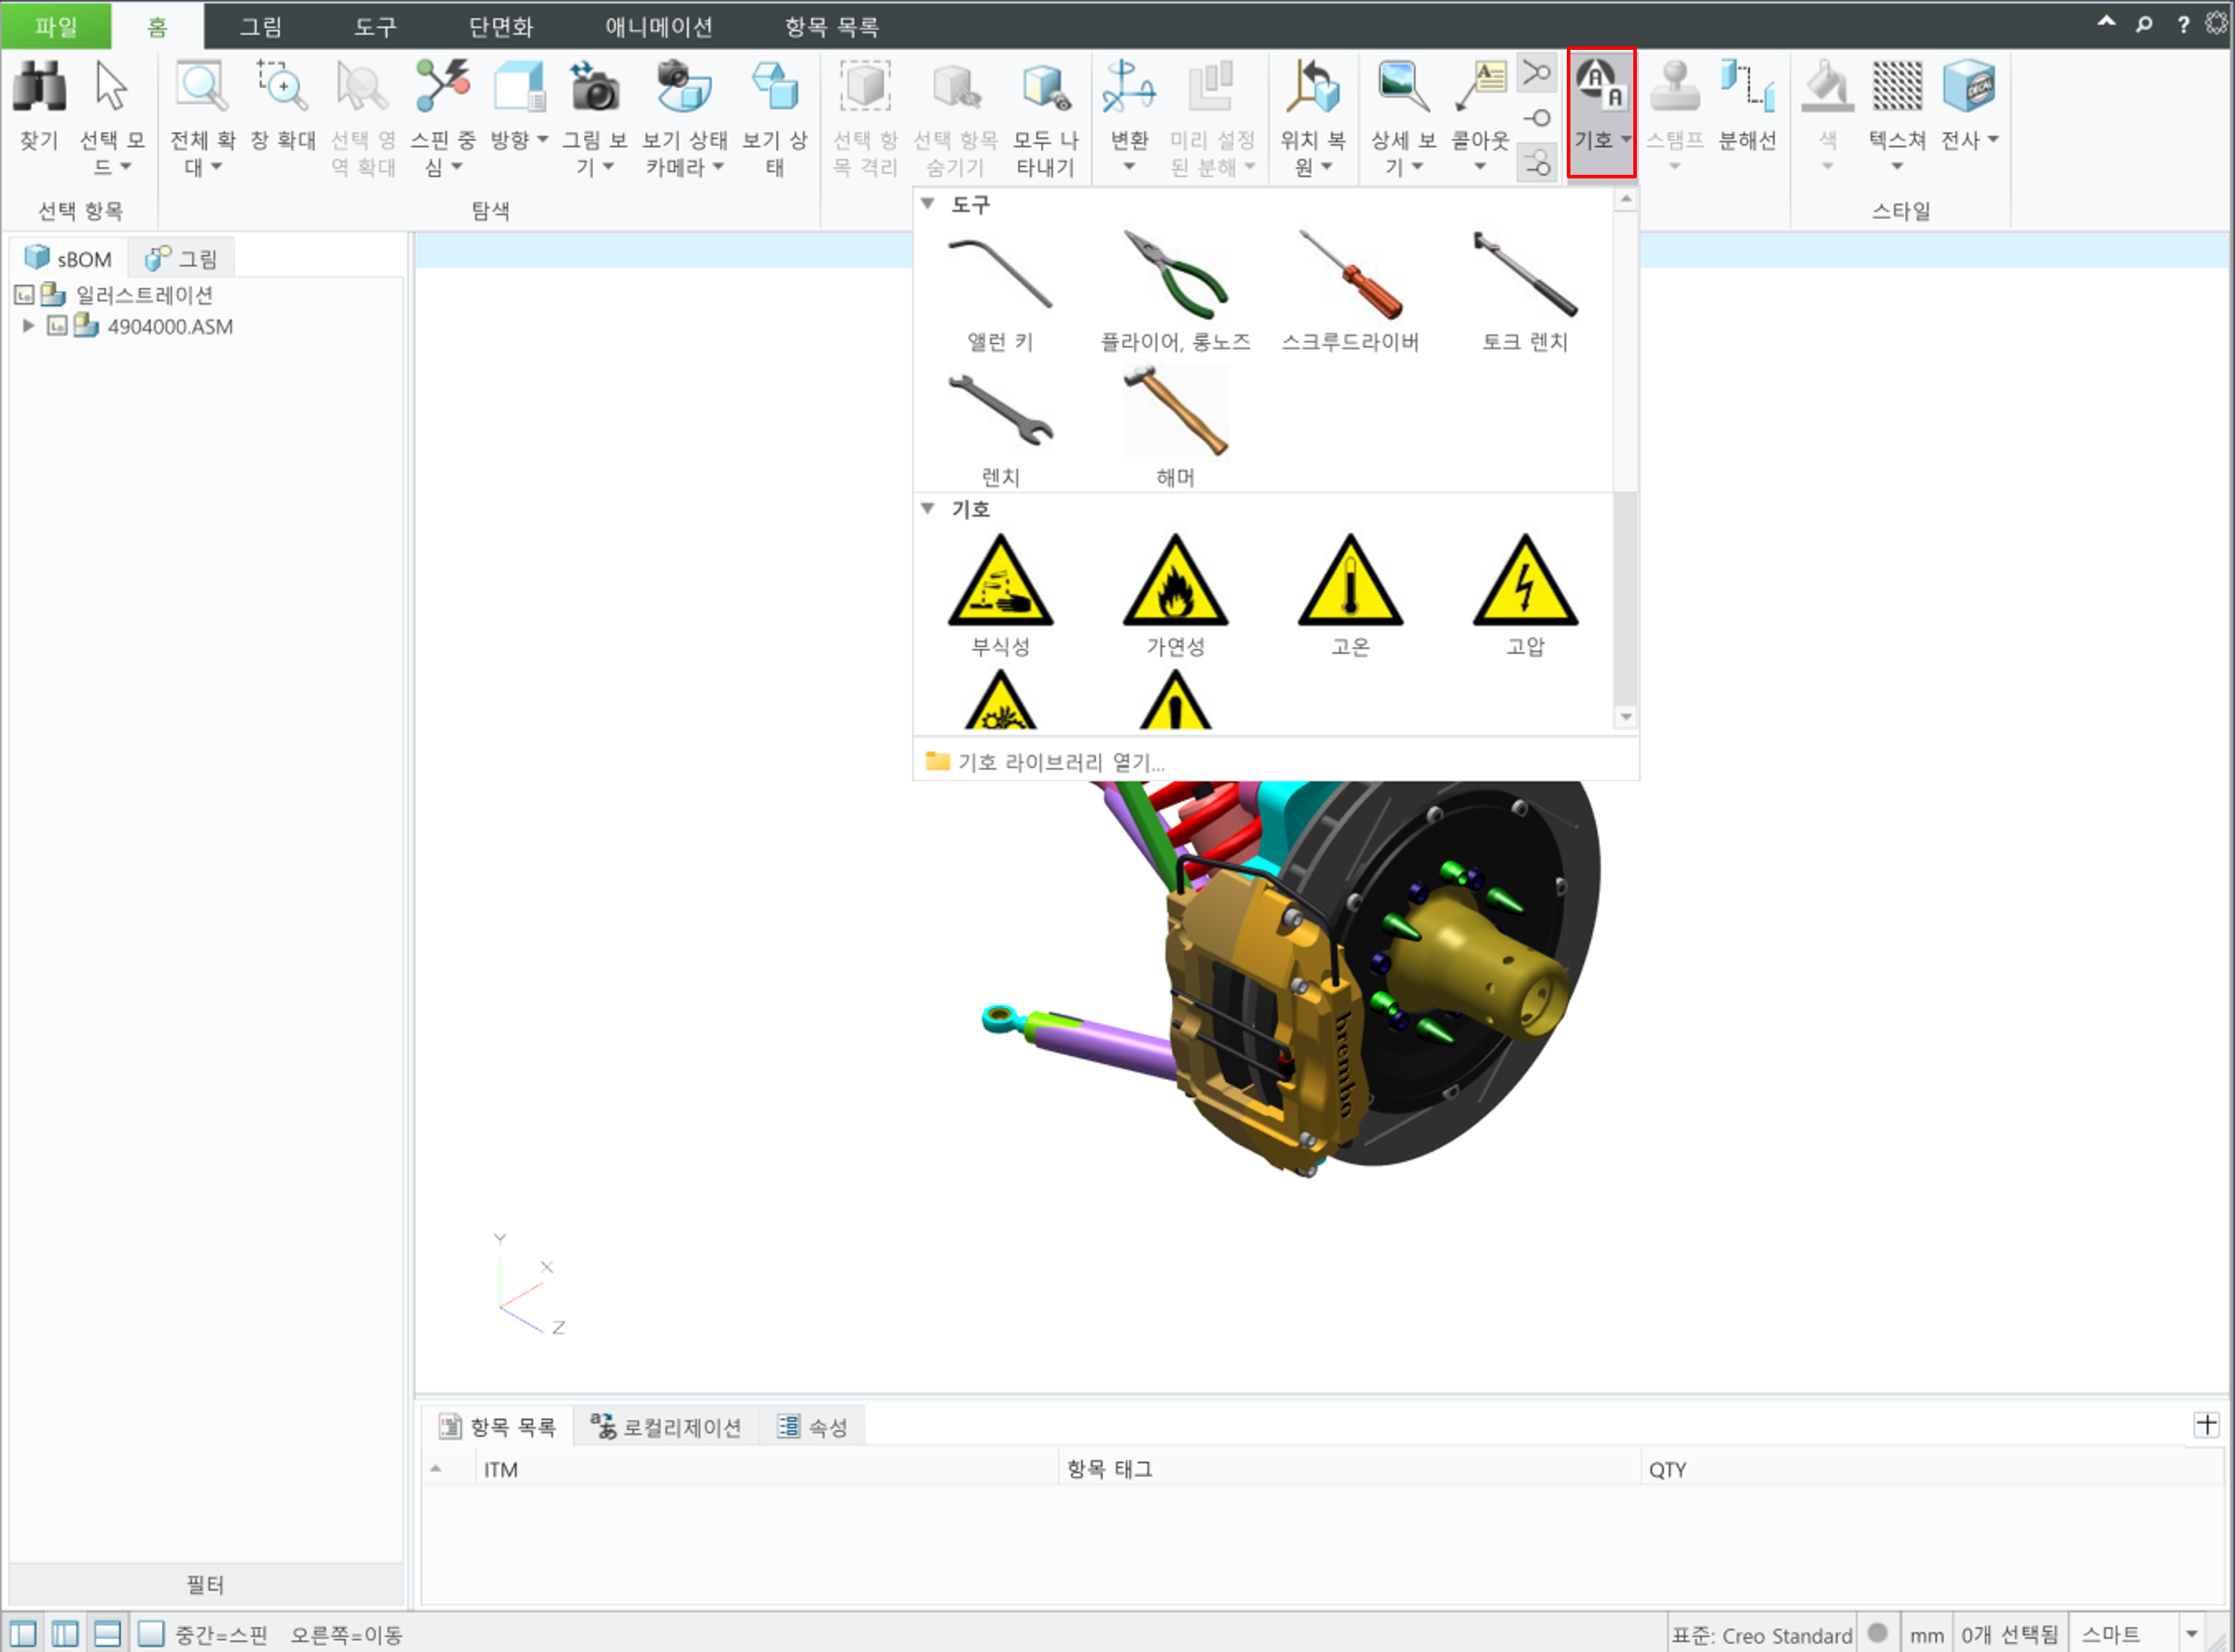 파일 홈 그림 도구 단면화 애니메이션 항목 목록 ?
찾기 선택 모드 전체 확대 창 확대 선택 영역 확대 스핀 중심 방향 그림 보기 보기 상태 카메라 보기 상태 선택 항목 격리 선택 항목 숨기기 모두 나타내기 변환 미리 설정된 분해 위치 복원 상세 보기 콜아웃 기호 스탬프 분해선 색 텍스쳐 전사
선택 항목 탐색 스타일
sBOM 그림
일러스트레이션
4904000.ASM
도구
앨런 키 플라이어, 롱노즈 스크루드라이버 토크 렌치
렌치 해머
기호
부식성 가연성 고온 고압
기호 라이브러리 열기...
brembo
Y
X
Z
항목 목록 로컬리제이션 속성
ITM 항목 태그 QTY
필터
중간=스핀 오른쪽=이동 표준: Creo Standard mm 0개 선택됨 스마트